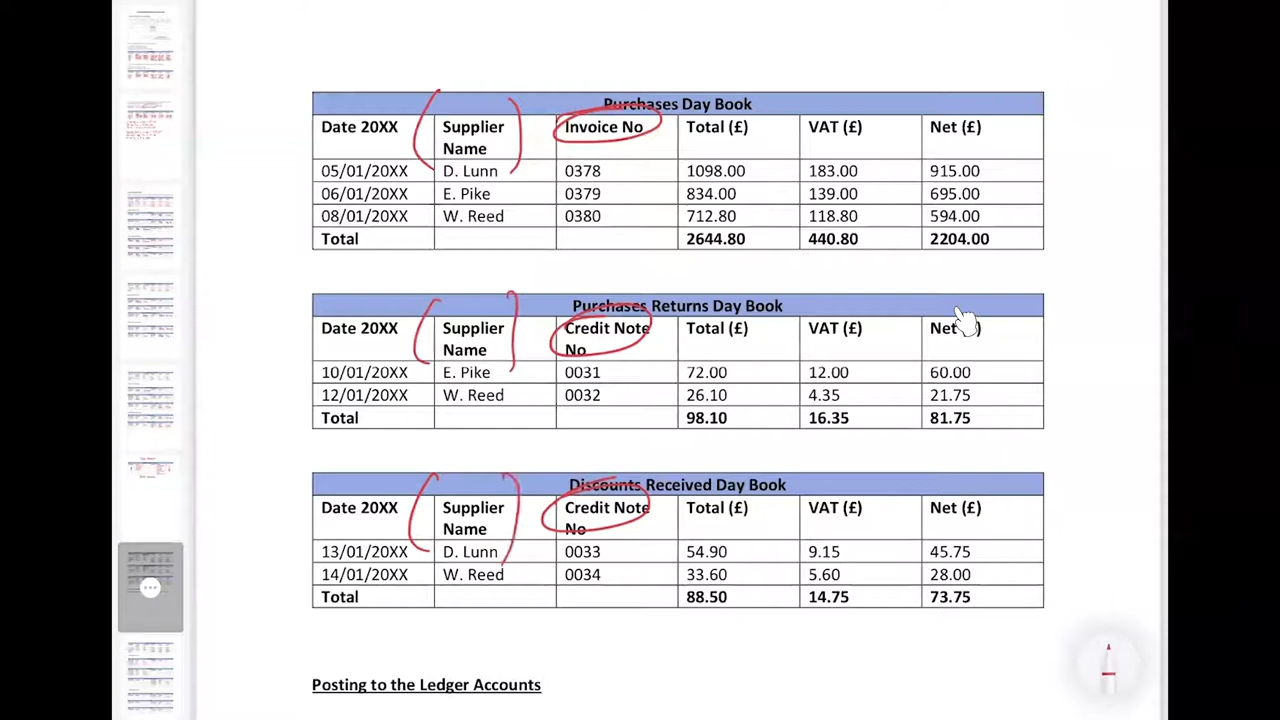 Purchases Day Book
Date 20XX Supplier Name Invoice No Total (£) VAT (£) Net (£)
05/01/20XX D. Lunn 0378 1098.00 183.00 915.00
06/01/20XX E. Pike 0379 834.00 139.00 695.00
08/01/20XX W. Reed 0380 712.80 118.80 594.00
Total 2644.80 440.80 2204.00
Purchases Returns Day Book
Date 20XX Supplier Name Credit Note No Total (£) VAT (£) Net (£)
10/01/20XX E. Pike 0031 72.00 12.00 60.00
12/01/20XX W. Reed 0032 26.10 4.35 21.75
Total 98.10 16.35 81.75
Discounts Received Day Book
Date 20XX Supplier Name Credit Note No Total (£) VAT (£) Net (£)
13/01/20XX D. Lunn 0033 54.90 9.15 45.75
14/01/20XX W. Reed 0034 33.60 5.60 28.00
Total 88.50 14.75 73.75
Posting to the Ledger Accounts